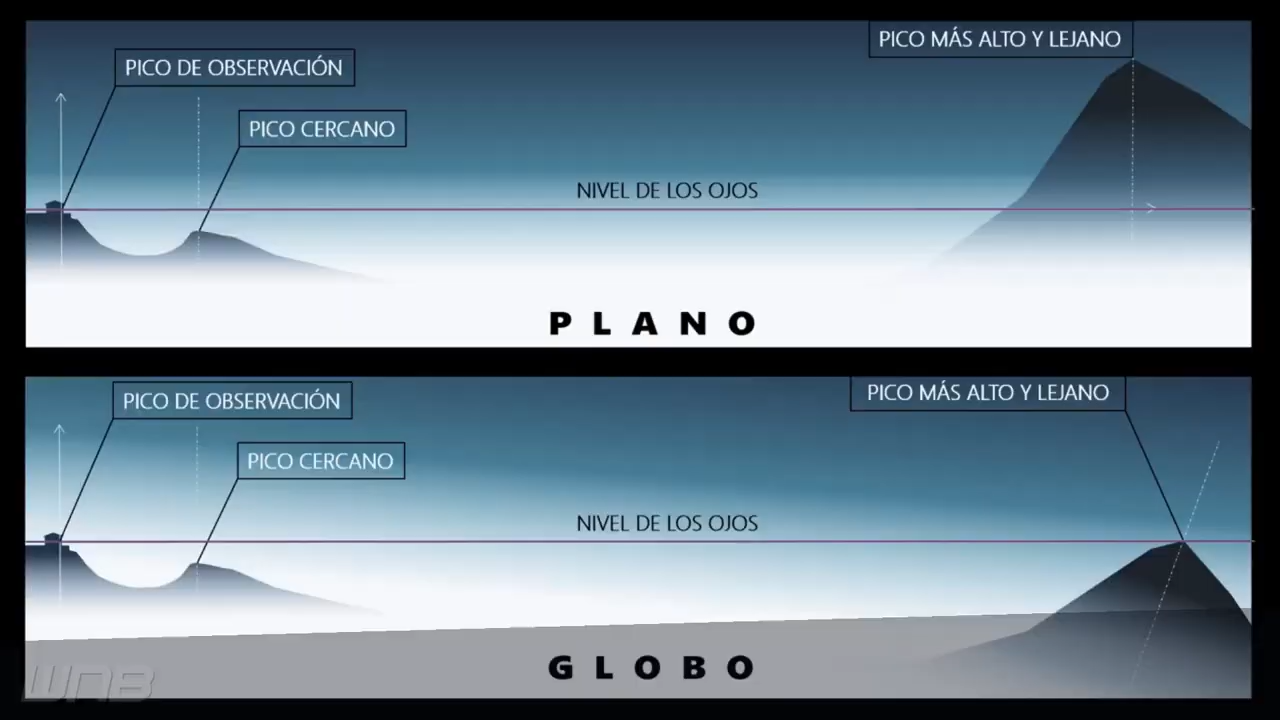 PICO MÁS ALTO Y LEJANO
PICO DE OBSERVACIÓN
PICO CERCANO
NIVEL DE LOS OJOS
PLANO
PICO MÁS ALTO Y LEJANO
PICO DE OBSERVACIÓN
PICO CERCANO
NIVEL DE LOS OJOS
GLOBO
WNB